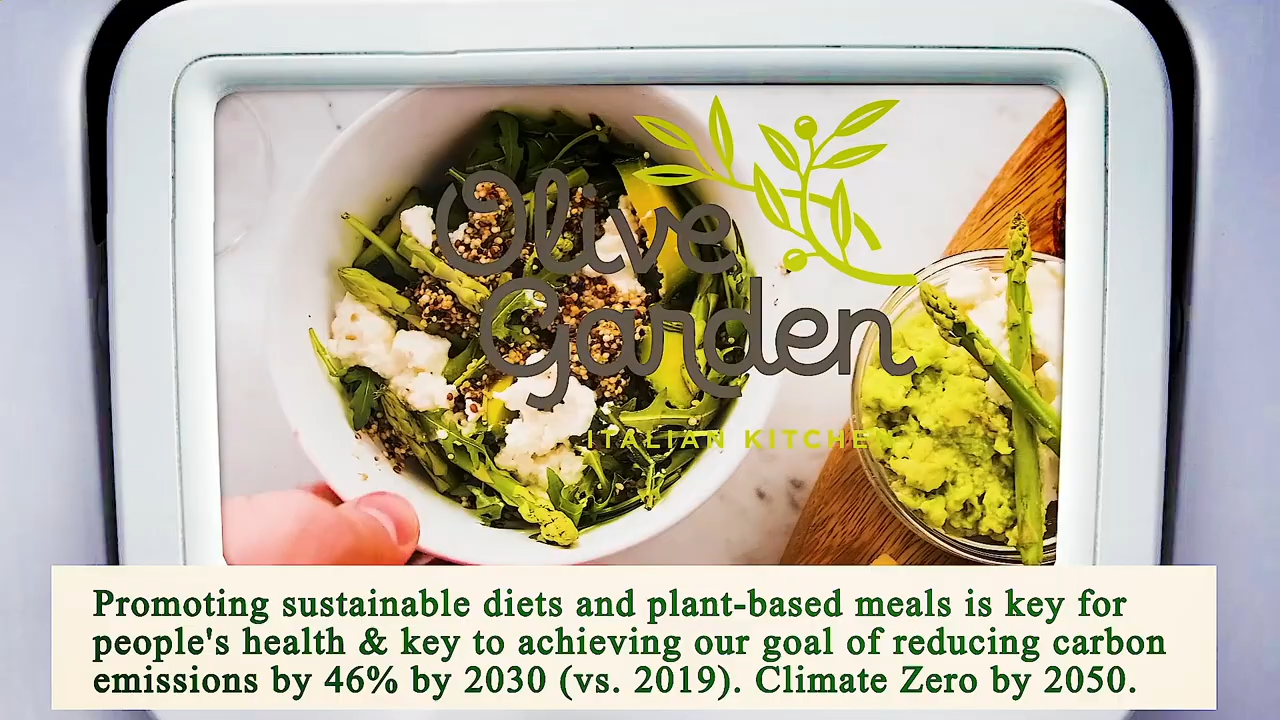 Olive
Garden
ITALIAN KITCHEN
Promoting sustainable diets and plant-based meals is key for
people's health & key to achieving our goal of reducing carbon
emissions by 46% by 2030 (vs. 2019). Climate Zero by 2050.